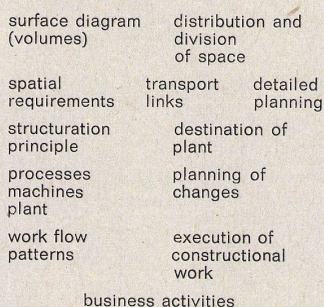 surface diagram distribution and
(volumes) division
of space
spatial transport detailed
requirements links planning
structuration destination of
principle plant
processes planning of
machines changes
plant
work flow execution of
patterns constructional
work
business activities